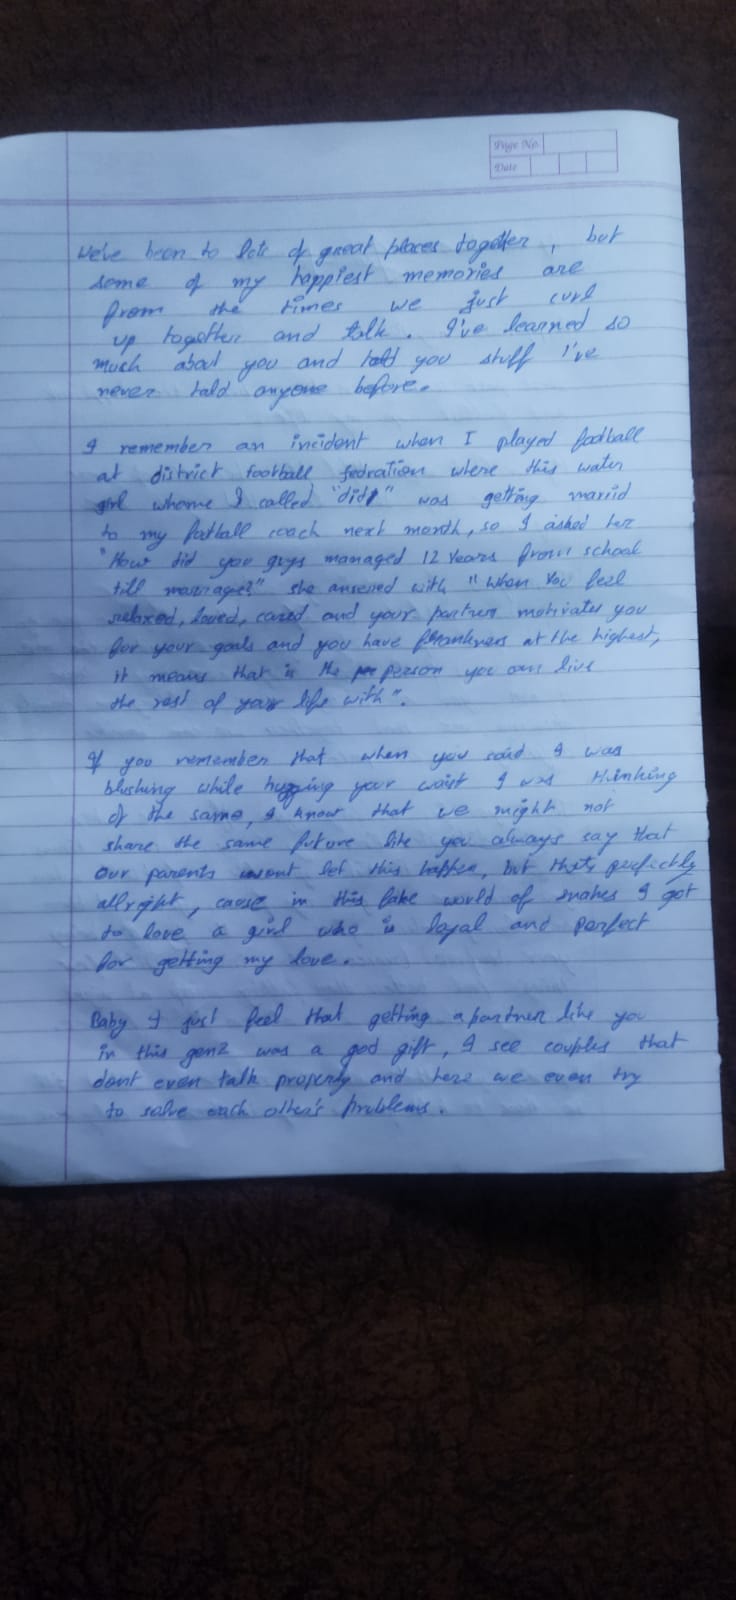 Page No.
Date
We've been to lots of great places together, but
some of my happiest memories are
from the times we just curl
up together and talk. I've learned so
much about you and told you stuff I've
never told anyone before.
I remember an incident when I played football
at district football fedration where this water
girl whome I called "didi" was getting mariid
to my football coach next month, so I asked her
"How did you guys managed 12 Years from school
till marriage?" she ansered with "When You feel
relaxed, loved, cared and your partner motivates you
for your goals and you have frankness at the highest,
it means that is the person you can live
the rest of your life with".
If you remember that when you said I was
blushing while hugging your waist I was thinking
of the same, I know that we might not
share the same future like you always say that
our parents wont let this happen, but thats perfectly
allright, cause in this fake world of snakes I got
to love a girl who is loyal and perfect
for getting my love.
Baby I just feel that getting a partner like you
in this genz was a god gift, I see couples that
dont even talk properly and here we even try
to solve each other's problems.